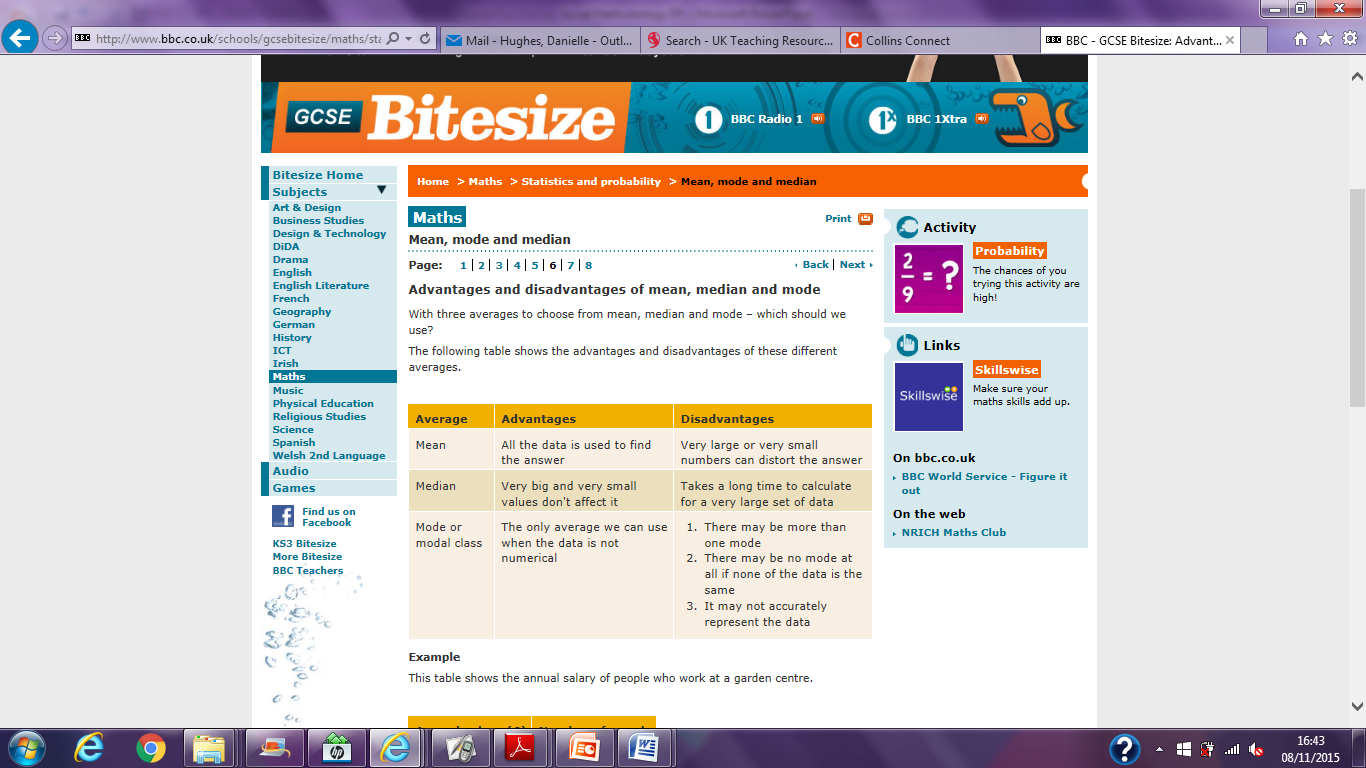 http://www.bbc.co.uk/schools/gcsebitesize/maths/sta
Mail - Hughes, Danielle - Outl...
Search - UK Teaching Resourc...
Collins Connect
BBC - GCSE Bitesize: Advant...
GCSE Bitesize
BBC Radio 1
BBC 1Xtra
Bitesize Home
Subjects
Art & Design
Business Studies
Design & Technology
DiDA
Drama
English
English Literature
French
Geography
German
History
ICT
Irish
Maths
Music
Physical Education
Religious Studies
Science
Spanish
Welsh 2nd Language
Audio
Games
Find us on
Facebook
KS3 Bitesize
More Bitesize
BBC Teachers
Home > Maths > Statistics and probability > Mean, mode and median
Maths
Print
Mean, mode and median
Page: 1 | 2 | 3 | 4 | 5 | 6 | 7 | 8
Back | Next
Advantages and disadvantages of mean, median and mode
With three averages to choose from mean, median and mode – which should we
use?
The following table shows the advantages and disadvantages of these different
averages.
Average Advantages Disadvantages
Mean
All the data is used to find
the answer
Very large or very small
numbers can distort the answer
Median
Very big and very small
values don't affect it
Takes a long time to calculate
for a very large set of data
Mode or
modal class
The only average we can use
when the data is not
numerical
1. There may be more than
one mode
2. There may be no mode at
all if none of the data is the
same
3. It may not accurately
represent the data
Example
This table shows the annual salary of people who work at a garden centre.
Activity
2/9 = ?
Probability
The chances of you
trying this activity are
high!
Links
Skillswise
Skillswise
Make sure your
maths skills add up.
On bbc.co.uk
BBC World Service - Figure it
out
On the web
NRICH Maths Club
16:43
08/11/2015